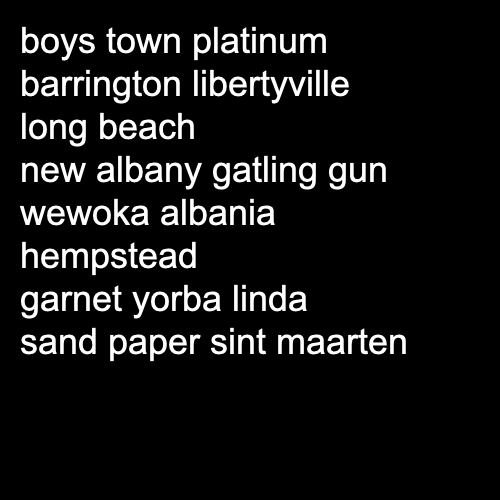 boys town platinum
barrington libertyville
long beach
new albany gatling gun
wewoka albania
hempstead
garnet yorba linda
sand paper sint maarten